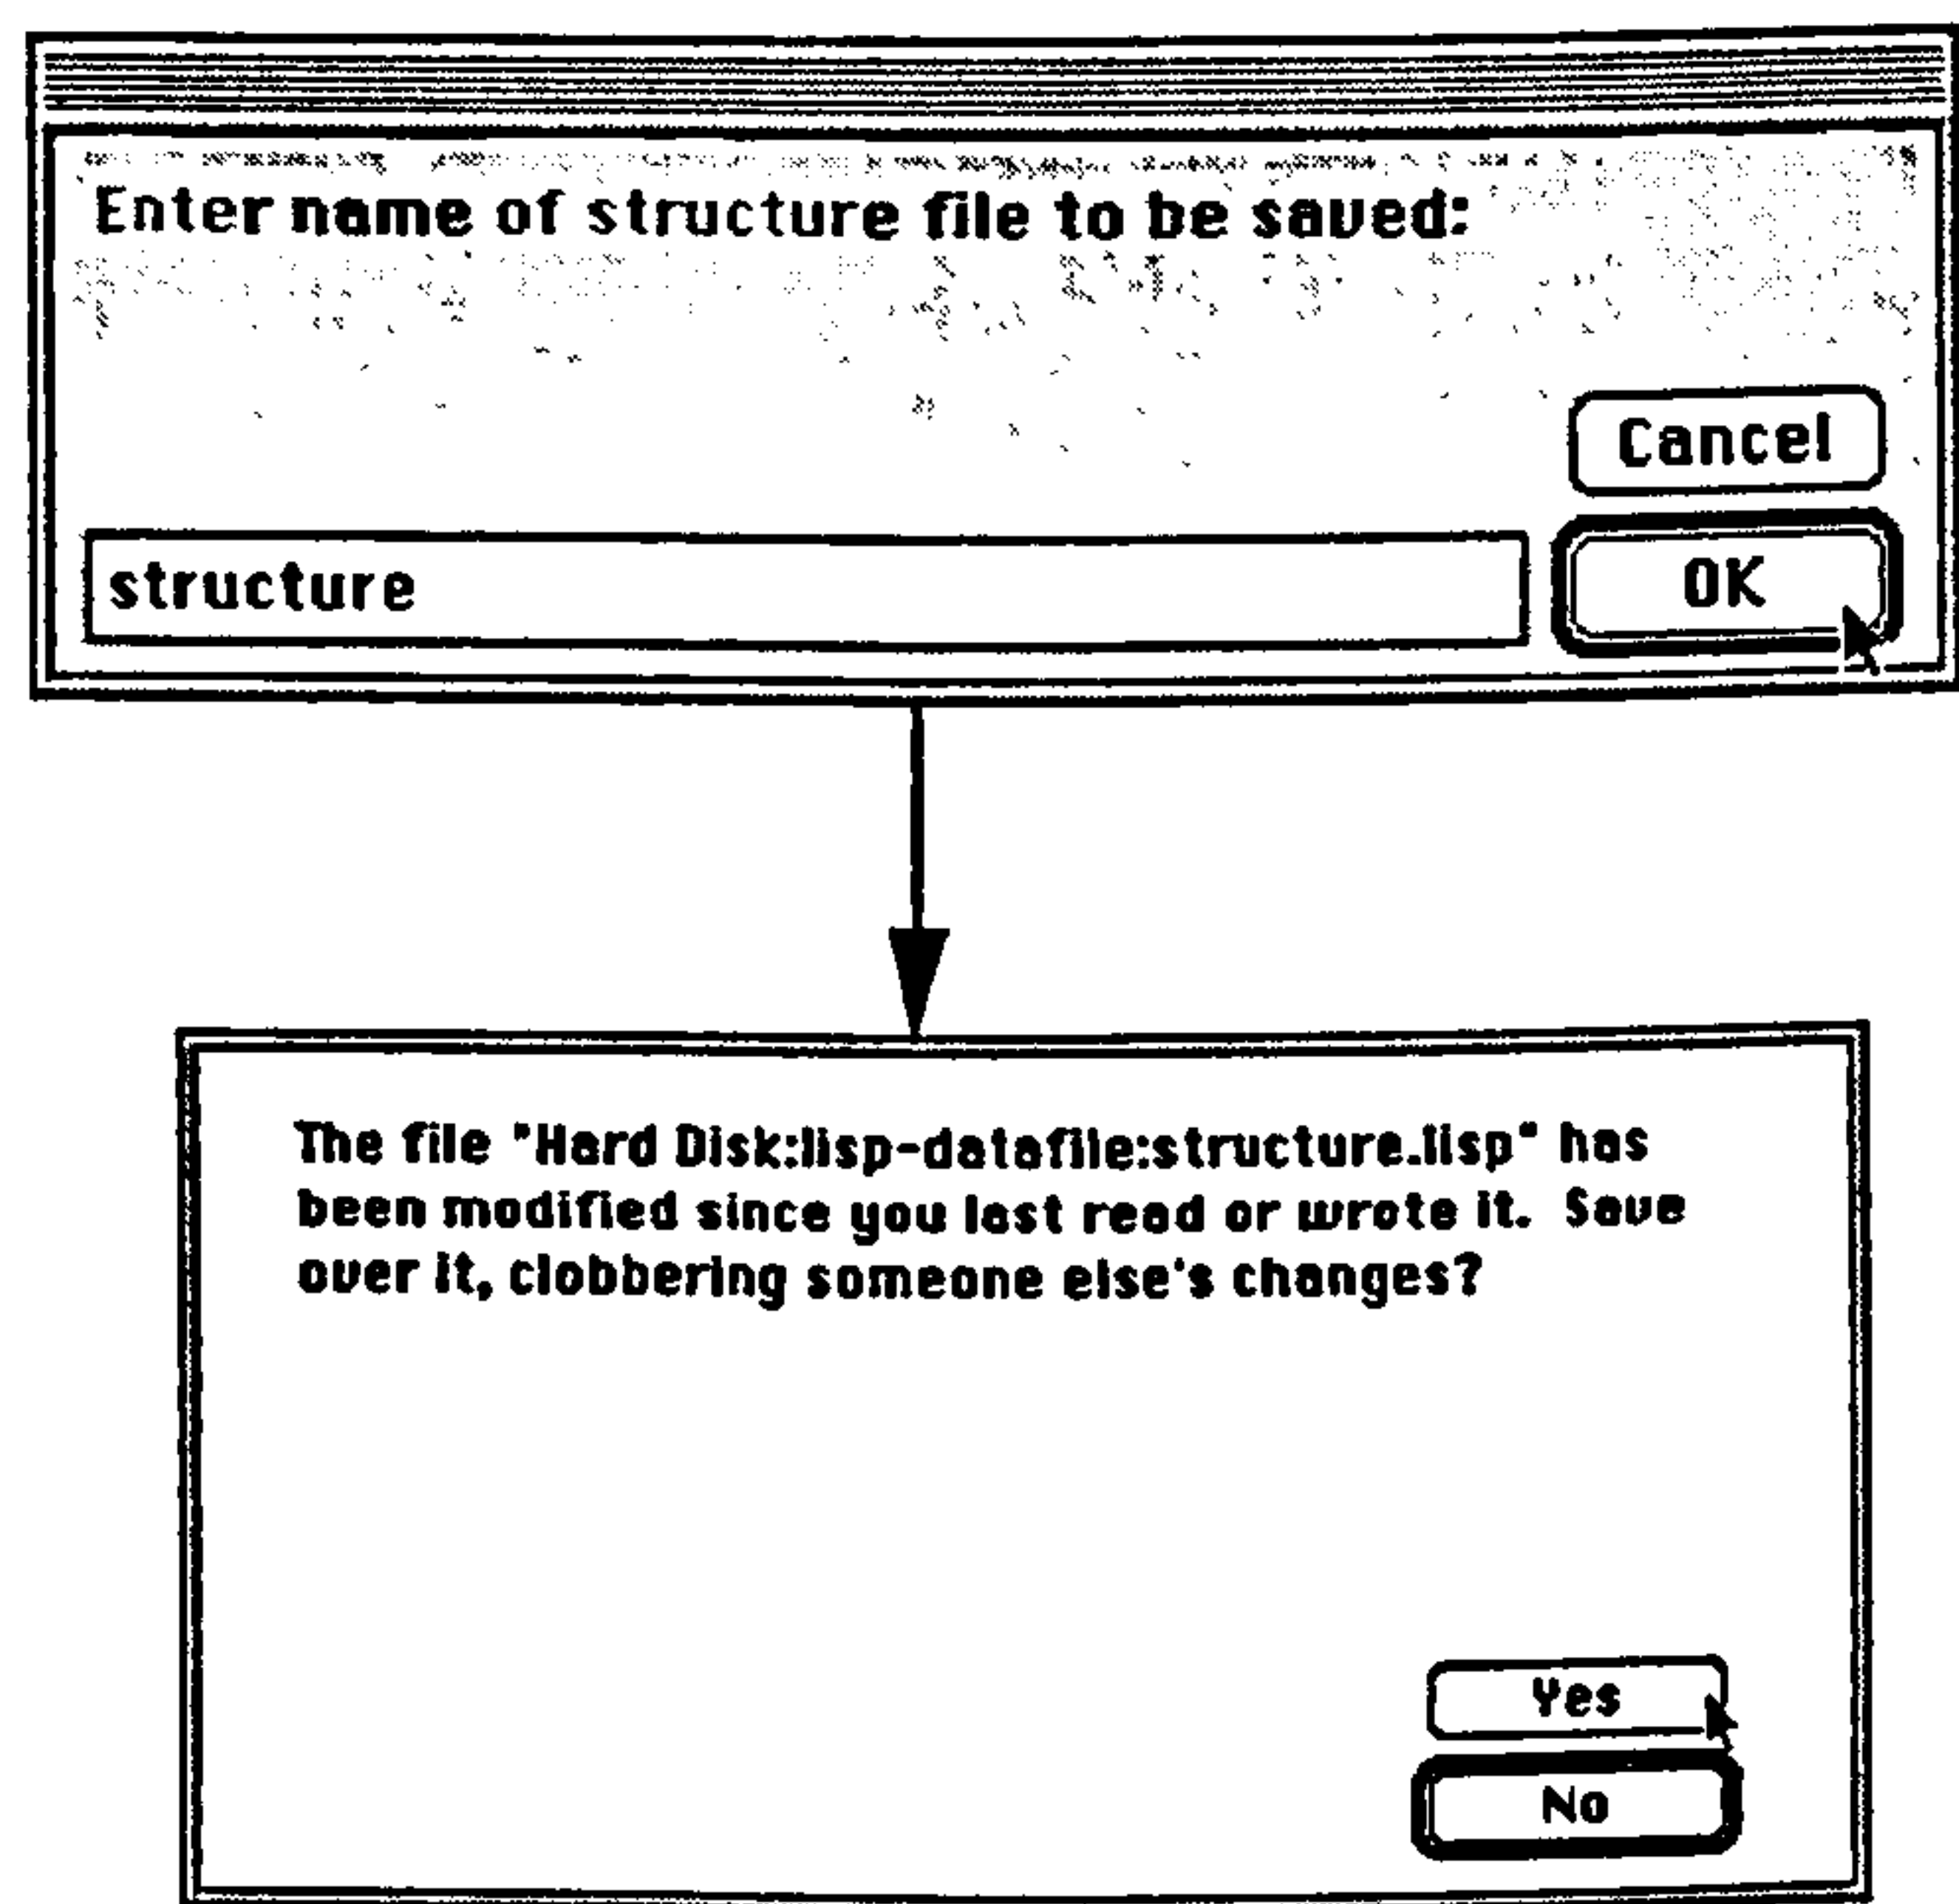 Enter name of structure file to be saved:
Cancel
structure
OK
The file "Hard Disk:lisp-datafile:structure.lisp" has
been modified since you last read or wrote it.  Save
over it, clobbering someone else's changes?
Yes
No